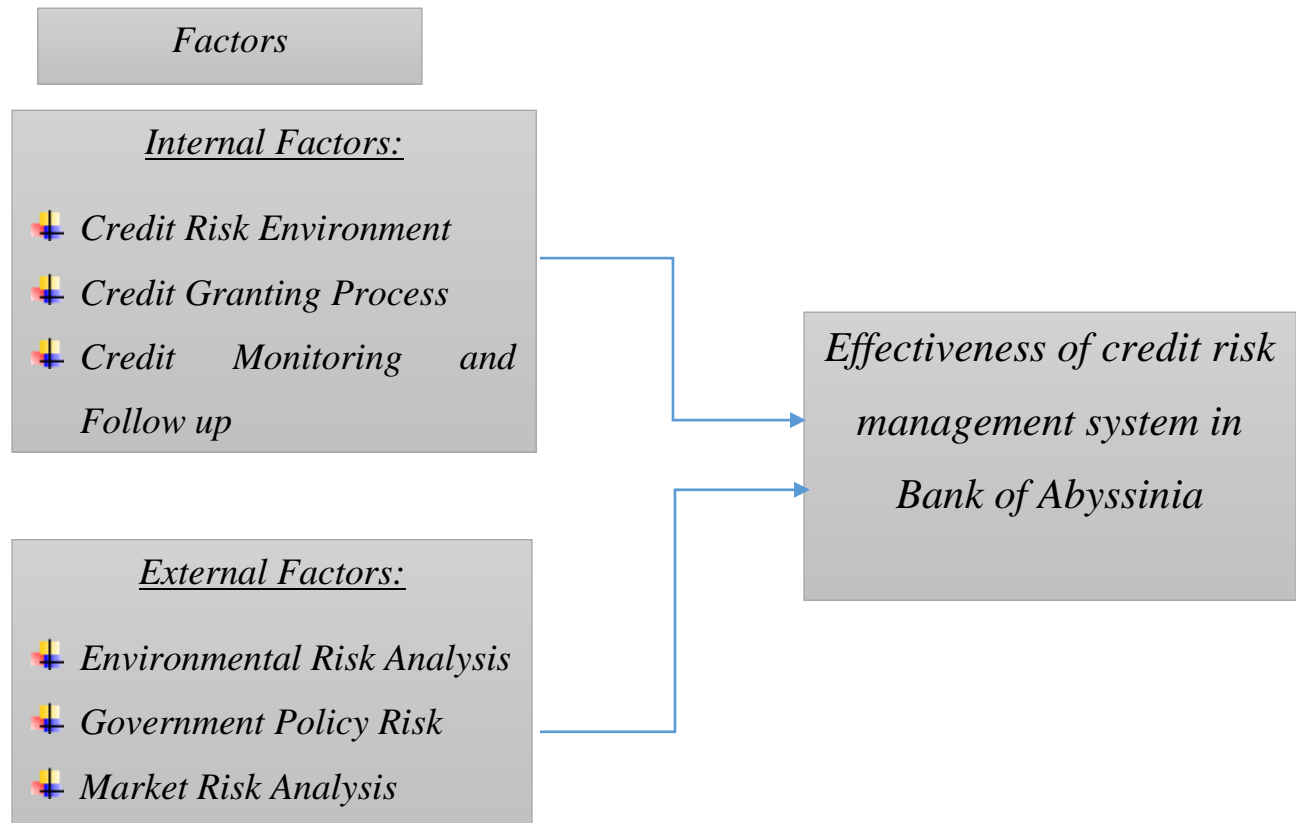 Factors
Internal Factors:
Credit Risk Environment
Credit Granting Process
Credit Monitoring and
Follow up
Effectiveness of credit risk
management system in
Bank of Abyssinia
External Factors:
Environmental Risk Analysis
Government Policy Risk
Market Risk Analysis